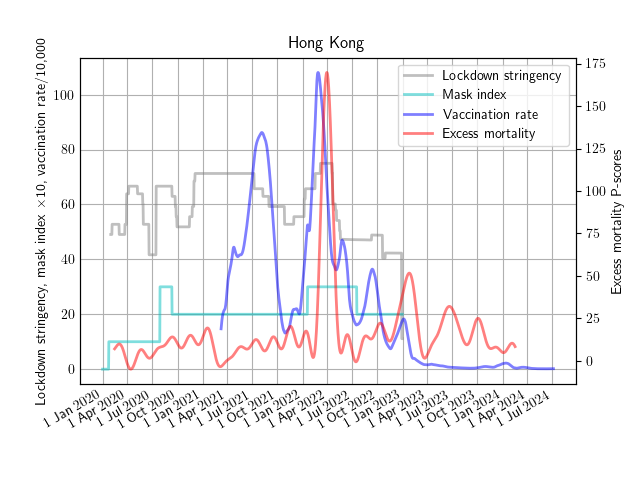 Hong Kong
Lockdown stringency
Mask index
Vaccination rate
Excess mortality
Lockdown stringency, mask index ×10, vaccination rate/10,000
100
80
60
40
20
0
175
150
125
100
75
50
25
0
Excess mortality P-scores
1 Jan 2020
1 Apr 2020
1 Jul 2020
1 Oct 2020
1 Jan 2021
1 Apr 2021
1 Jul 2021
1 Oct 2021
1 Jan 2022
1 Apr 2022
1 Jul 2022
1 Oct 2022
1 Jan 2023
1 Apr 2023
1 Jul 2023
1 Oct 2023
1 Jan 2024
1 Apr 2024
1 Jul 2024